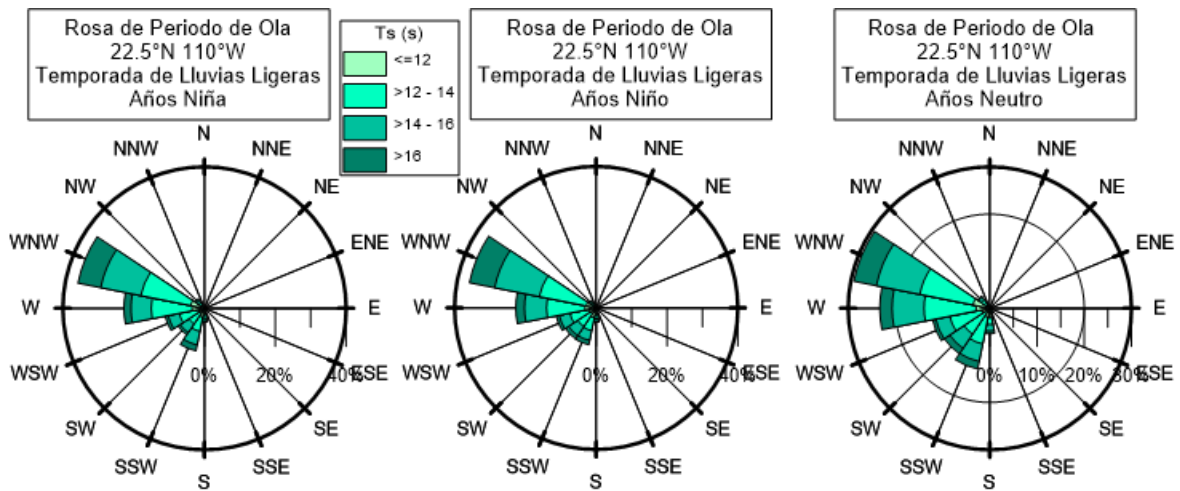 Rosa de Periodo de Ola
22.5°N 110°W
Temporada de Lluvias Ligeras
Años Niña
Ts (s)
<=12
>12 - 14
>14 - 16
>16
Rosa de Periodo de Ola
22.5°N 110°W
Temporada de Lluvias Ligeras
Años Niño
Rosa de Periodo de Ola
22.5°N 110°W
Temporada de Lluvias Ligeras
Años Neutro
N
NNE
NE
ENE
E
ESE
SE
SSE
S
SSW
SW
WSW
W
WNW
NW
NNW
0%
20%
40%
N
NNE
NE
ENE
E
ESE
SE
SSE
S
SSW
SW
WSW
W
WNW
NW
NNW
0%
20%
40%
N
NNE
NE
ENE
E
ESE
SE
SSE
S
SSW
SW
WSW
W
WNW
NW
NNW
0%
10%
20%
30%